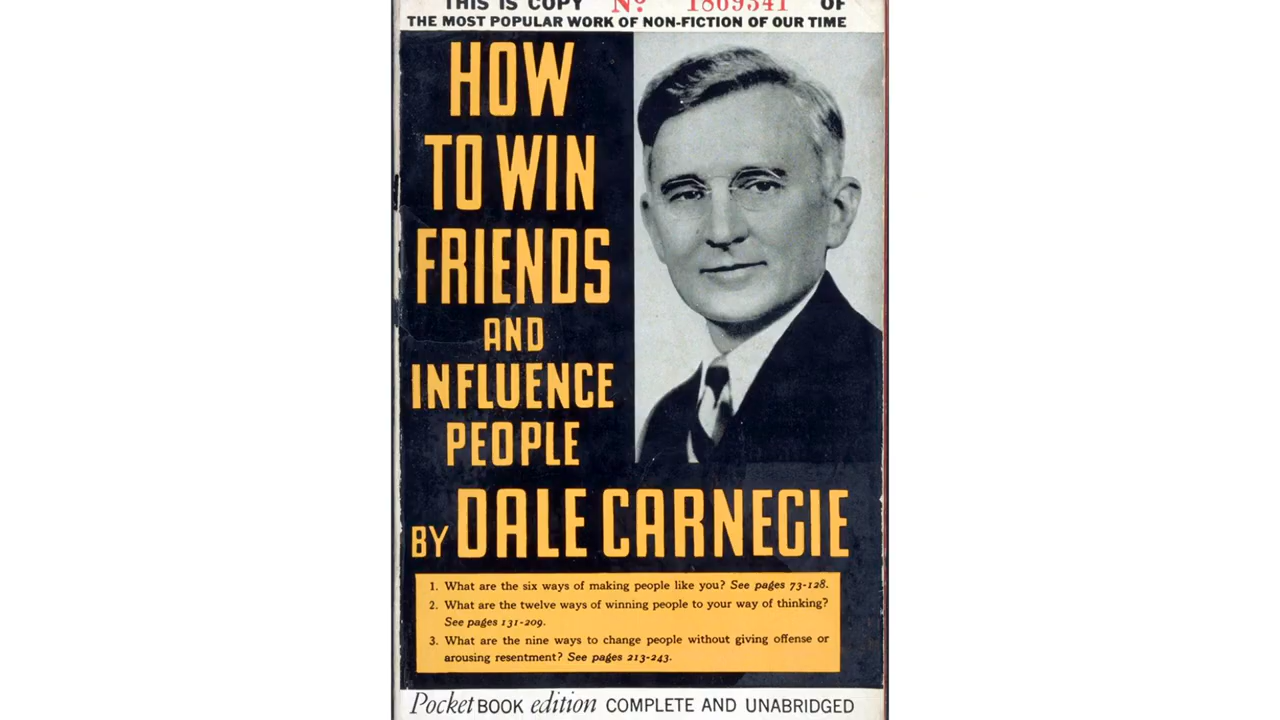 THIS IS COPY Nº 1869341 OF
THE MOST POPULAR WORK OF NON-FICTION OF OUR TIME
HOW
TO WIN
FRIENDS
AND
INFLUENCE
PEOPLE
BY DALE CARNEGIE
1. What are the six ways of making people like you? See pages 73-128.
2. What are the twelve ways of winning people to your way of thinking?
See pages 131-209.
3. What are the nine ways to change people without giving offense or
arousing resentment? See pages 213-243.
Pocket BOOK edition COMPLETE AND UNABRIDGED